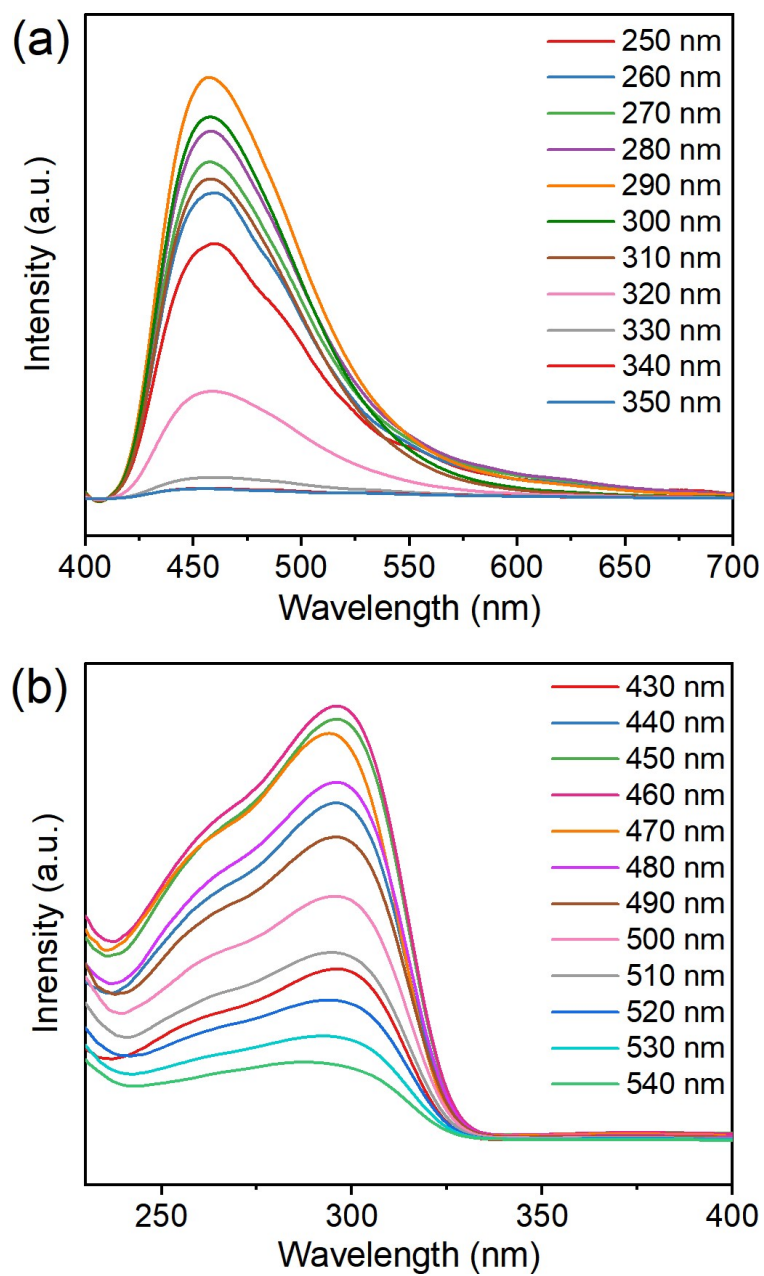 (a)
Intensity (a.u.)
250 nm
260 nm
270 nm
280 nm
290 nm
300 nm
310 nm
320 nm
330 nm
340 nm
350 nm
400 450 500 550 600 650 700
Wavelength (nm)
(b)
Inrensity (a.u.)
430 nm
440 nm
450 nm
460 nm
470 nm
480 nm
490 nm
500 nm
510 nm
520 nm
530 nm
540 nm
250 300 350 400
Wavelength (nm)